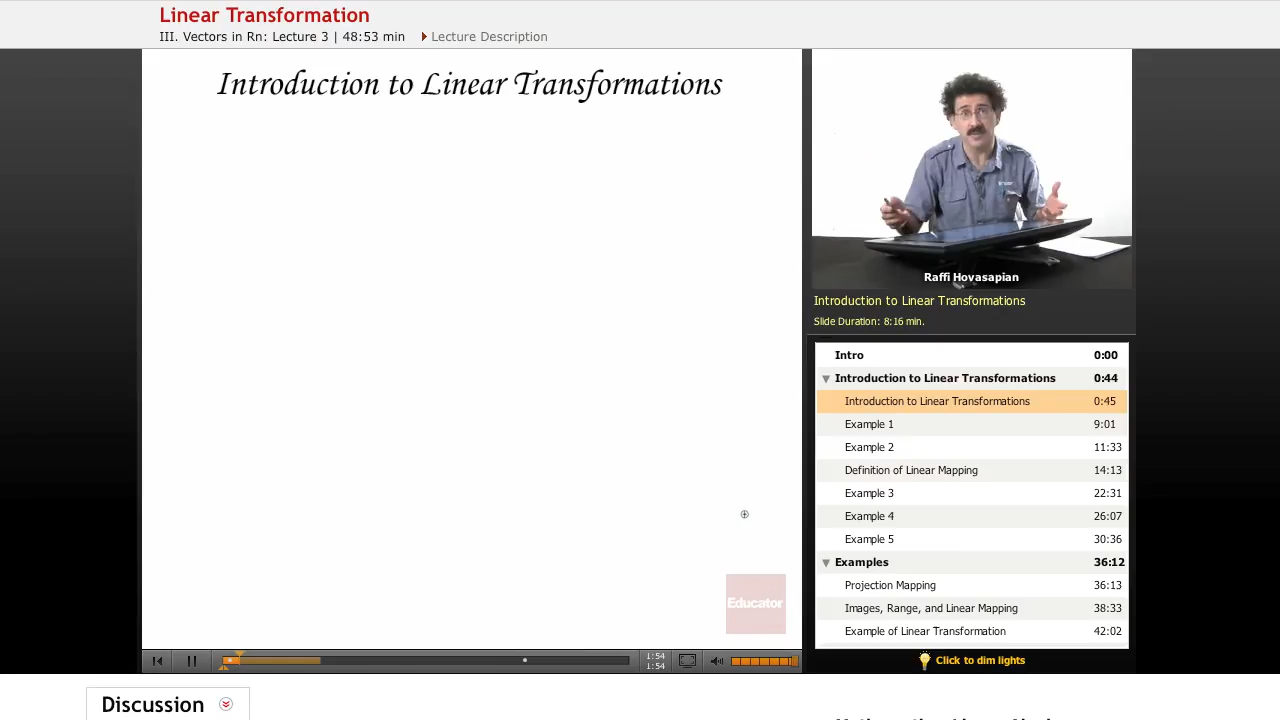 Linear Transformation
III. Vectors in Rn: Lecture 3 | 48:53 min
Lecture Description
Introduction to Linear Transformations
Raffi Hovasapian
Introduction to Linear Transformations
Slide Duration: 8:16 min.
Intro 0:00
Introduction to Linear Transformations 0:44
Introduction to Linear Transformations 0:45
Example 1 9:01
Example 2 11:33
Definition of Linear Mapping 14:13
Example 3 22:31
Example 4 26:07
Example 5 30:36
Examples 36:12
Projection Mapping 36:13
Images, Range, and Linear Mapping 38:33
Example of Linear Transformation 42:02
Educator
1:54
1:54
Click to dim lights
Discussion